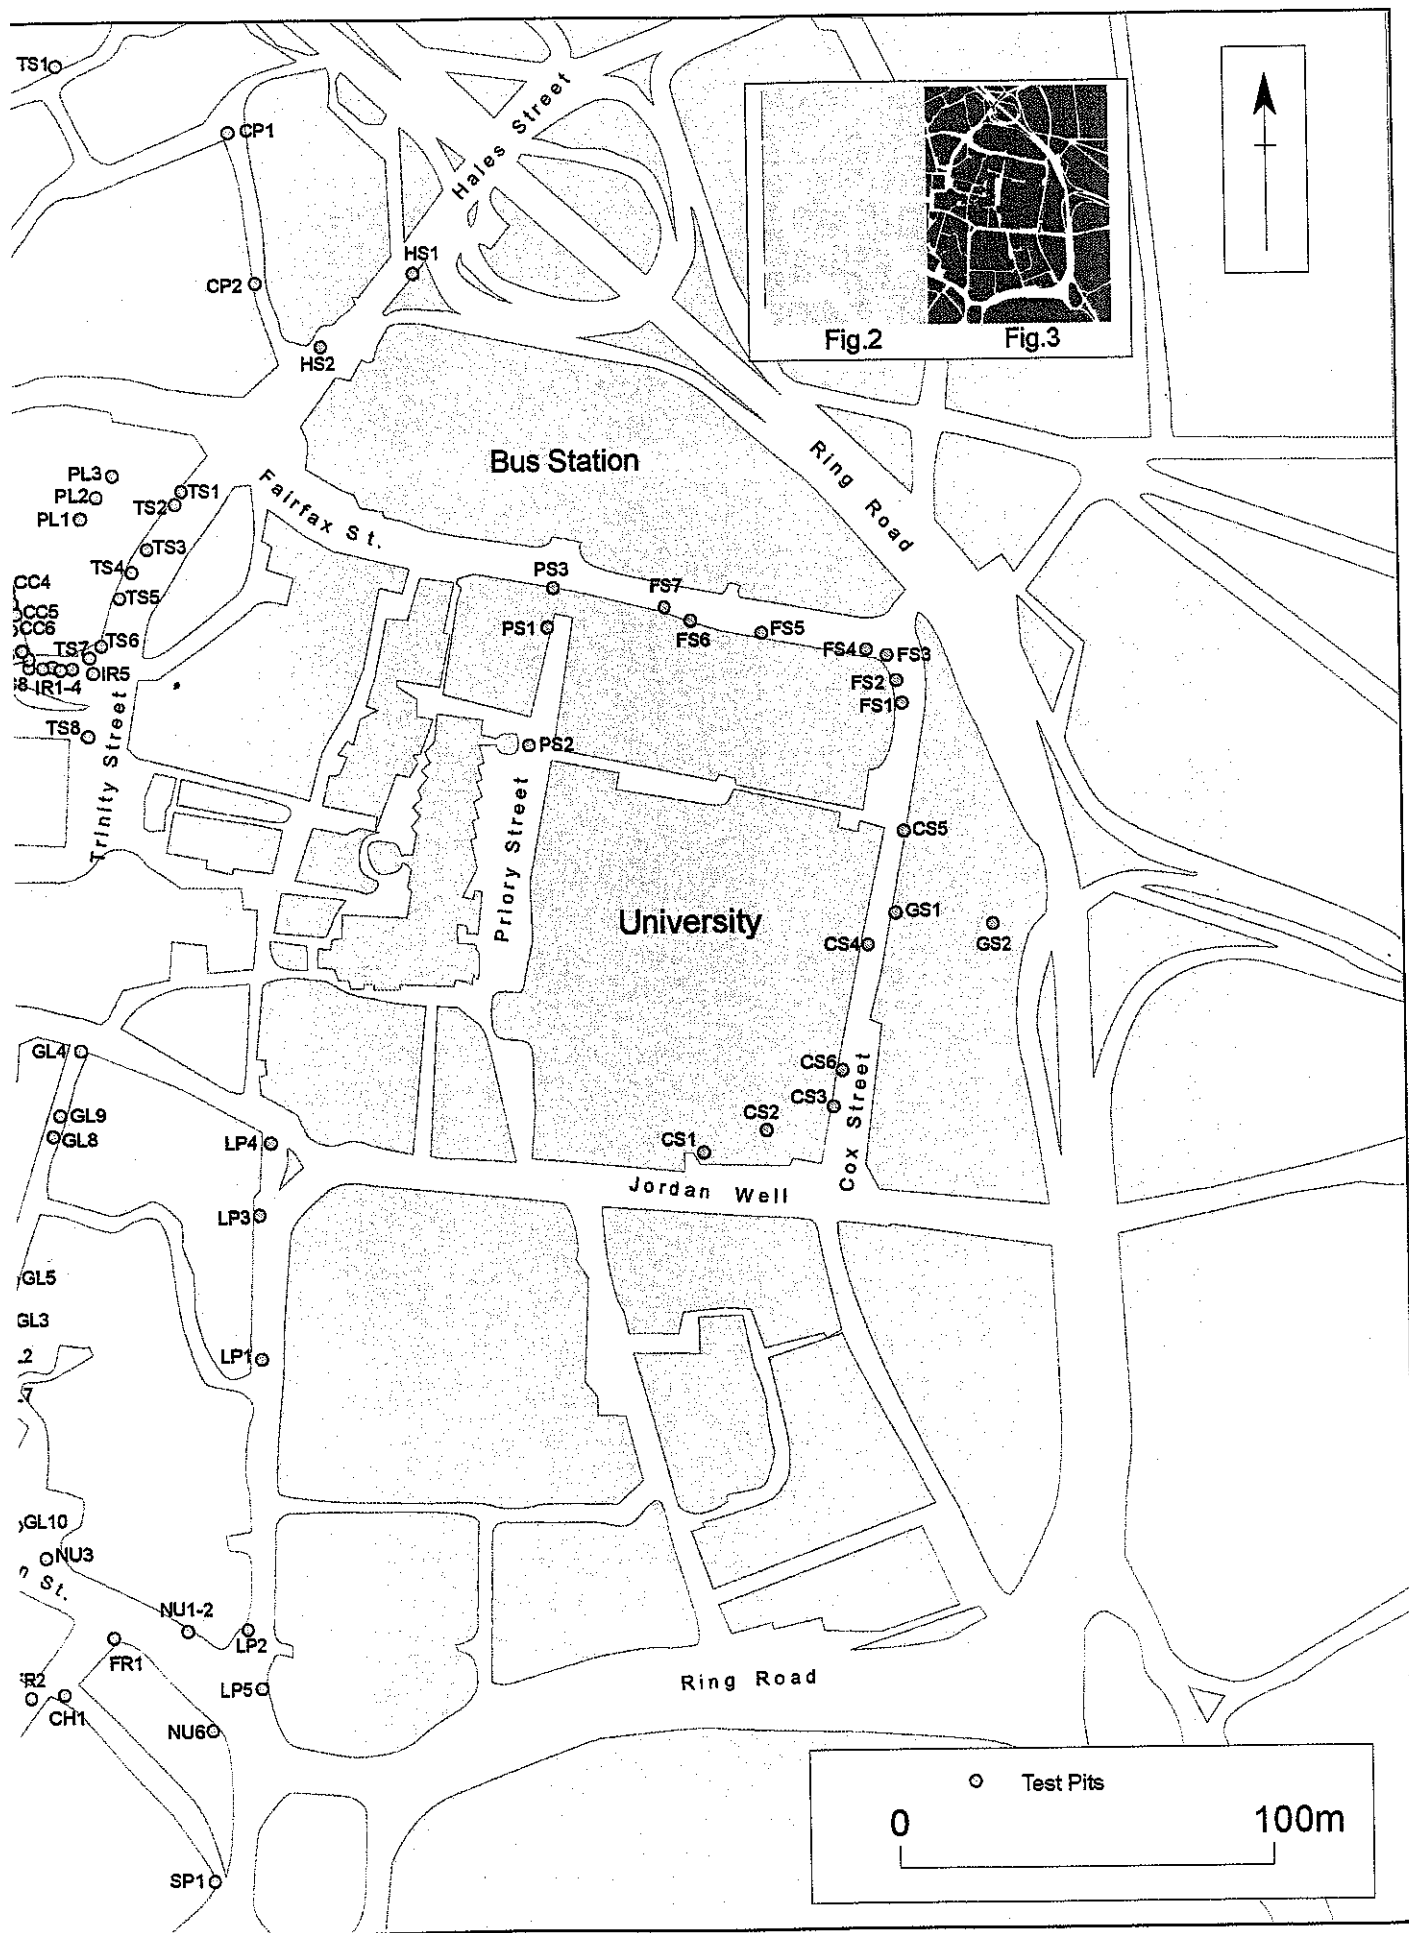 TS1
CP1
Hales Street
HS1
CP2
HS2
Fig.2
Fig.3
Bus Station
Ring Road
Fairfax St.
PL3
PL2
PL1
TS1
TS2
TS3
TS4
TS5
CC4
CC5
CC6
TS6
TS7
IR5
IR1-4
TS8
Trinity Street
PS3
PS1
PS2
FS7
FS6
FS5
FS4
FS3
FS2
FS1
Priory Street
University
CS5
GS1
GS2
CS4
CS6
CS3
CS2
CS1
Cox Street
Jordan Well
GL4
GL9
GL8
LP4
LP3
GL5
GL3
LP1
GL10
NU3
St.
NU1-2
LP2
FR1
LP5
CH1
NU6
SP1
Ring Road
Test Pits
0 100m